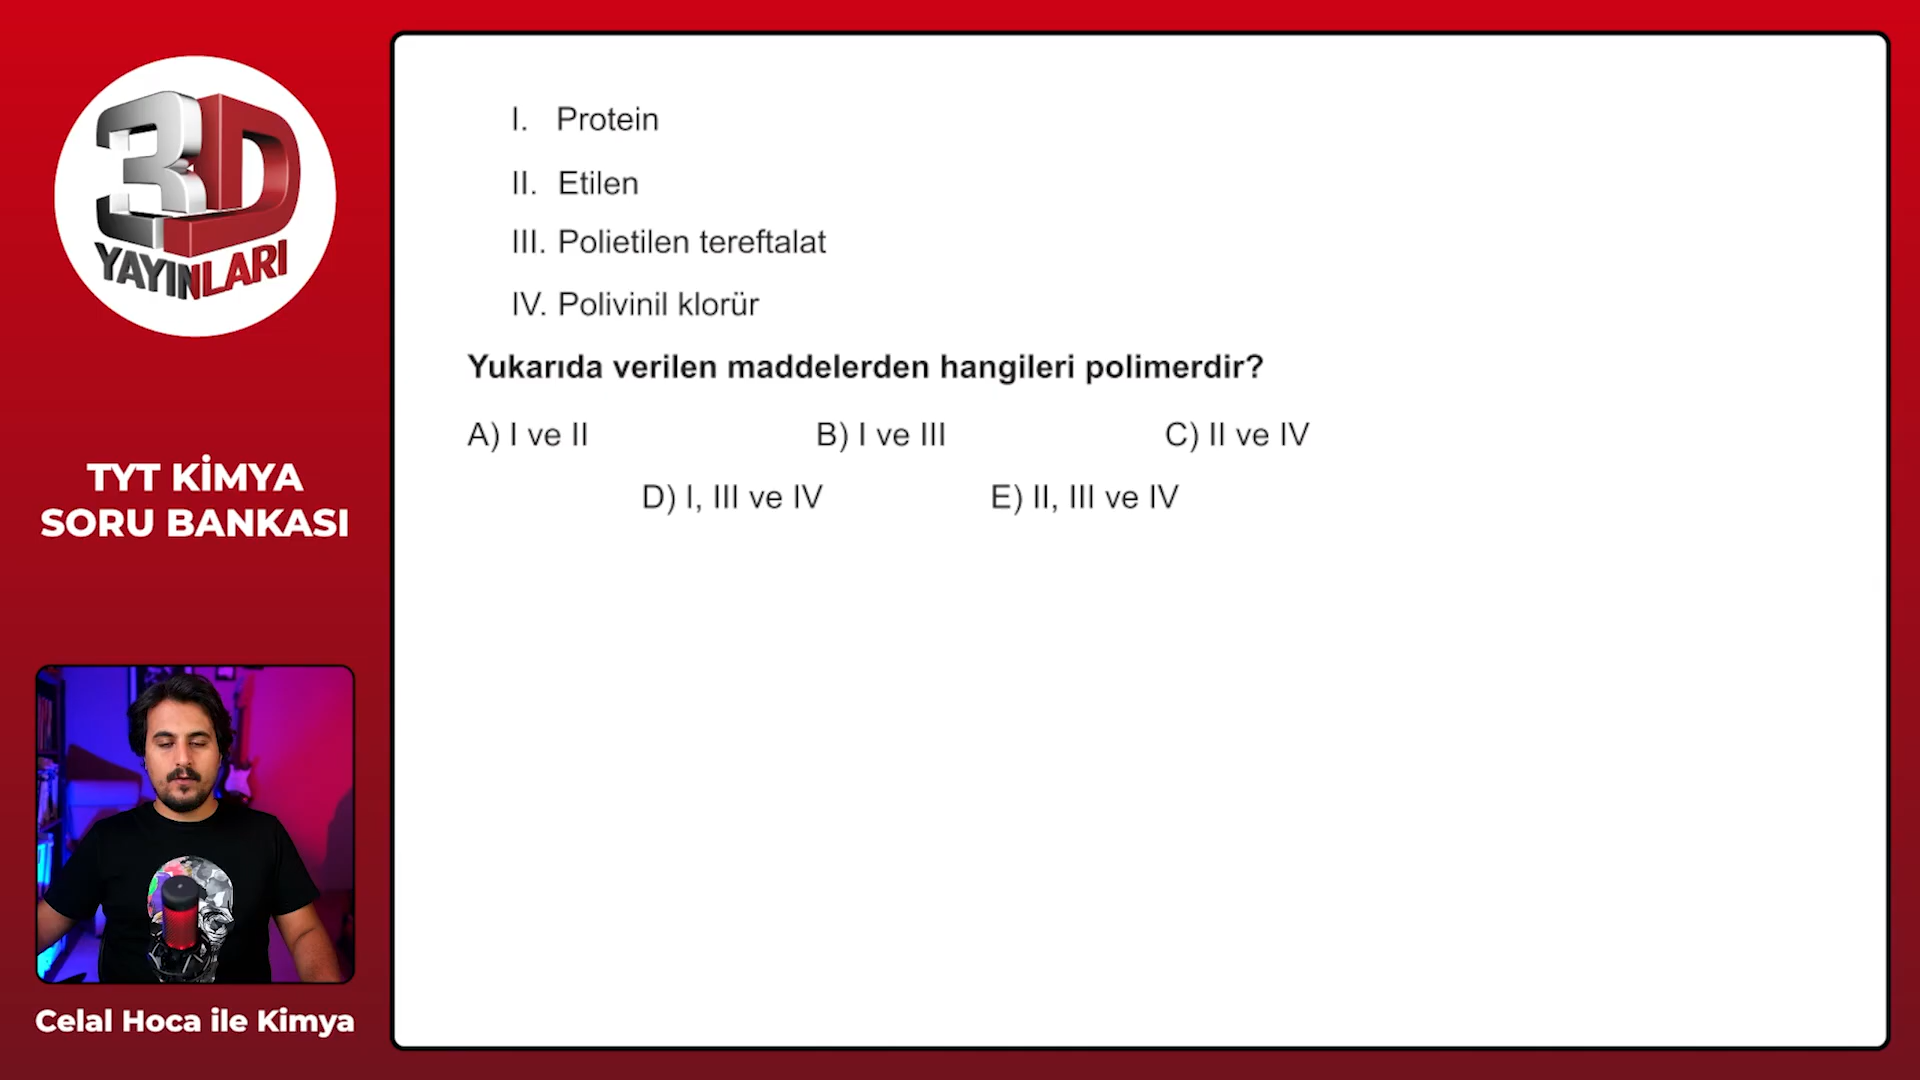 3D
YAYINLARI
TYT KİMYA
SORU BANKASI
Celal Hoca ile Kimya
I. Protein
II. Etilen
III. Polietilen tereftalat
IV. Polivinil klorür
Yukarıda verilen maddelerden hangileri polimerdir?
A) I ve II B) I ve III C) II ve IV
D) I, III ve IV E) II, III ve IV